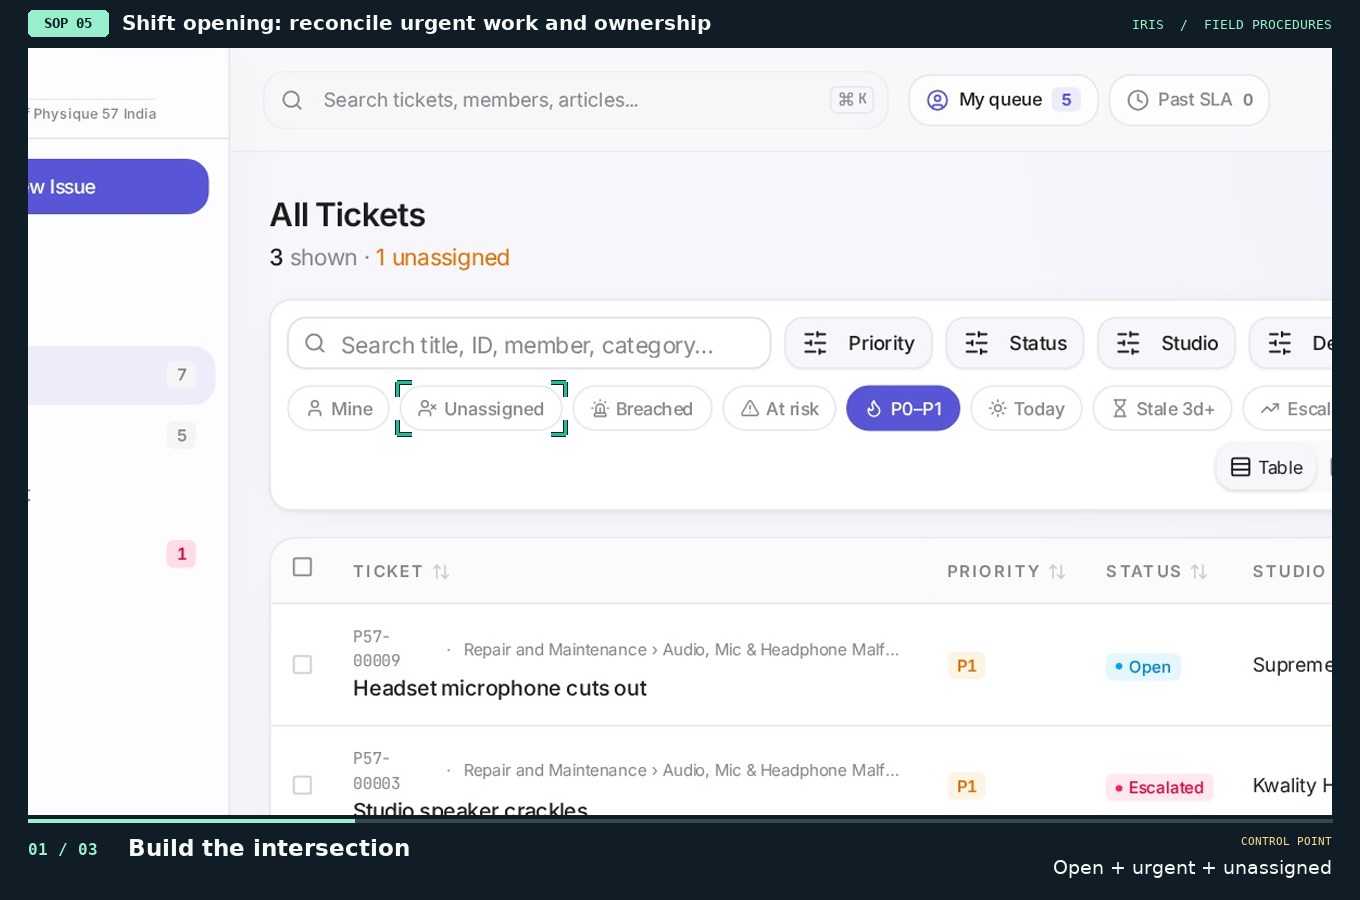 SOP 05 Shift opening: reconcile urgent work and ownership IRIS / FIELD PROCEDURES
Search tickets, members, articles... ⌘ K My queue 5 Past SLA 0
Physique 57 India
Issue
All Tickets
3 shown · 1 unassigned
Search title, ID, member, category... Priority Status Studio
7
Mine Unassigned Breached At risk P0–P1 Today Stale 3d+
5
Table
1
TICKET PRIORITY STATUS STUDIO
P57-
00009 · Repair and Maintenance › Audio, Mic & Headphone Malf... P1 Open Supreme
Headset microphone cuts out
P57-
00003 · Repair and Maintenance › Audio, Mic & Headphone Malf... P1 Escalated Kwality
Studio speaker crackles
01 / 03 Build the intersection CONTROL POINT
Open + urgent + unassigned